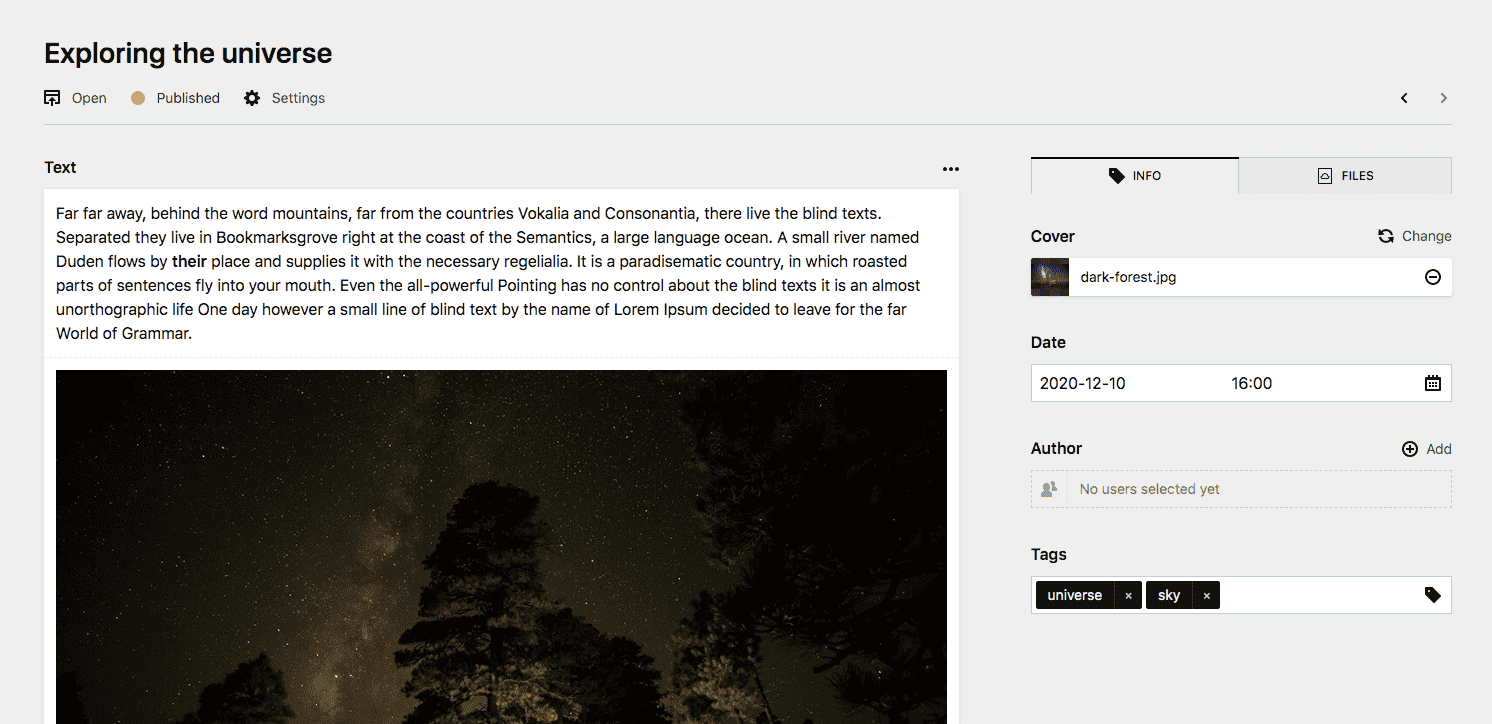 Exploring the universe
Open Published Settings
Text
Far far away, behind the word mountains, far from the countries Vokalia and Consonantia, there live the blind texts.
Separated they live in Bookmarksgrove right at the coast of the Semantics, a large language ocean. A small river named
Duden flows by their place and supplies it with the necessary regelialia. It is a paradisematic country, in which roasted
parts of sentences fly into your mouth. Even the all-powerful Pointing has no control about the blind texts it is an almost
unorthographic life One day however a small line of blind text by the name of Lorem Ipsum decided to leave for the far
World of Grammar.
INFO FILES
Cover Change
dark-forest.jpg
Date
2020-12-10 16:00
Author Add
No users selected yet
Tags
universe × sky ×